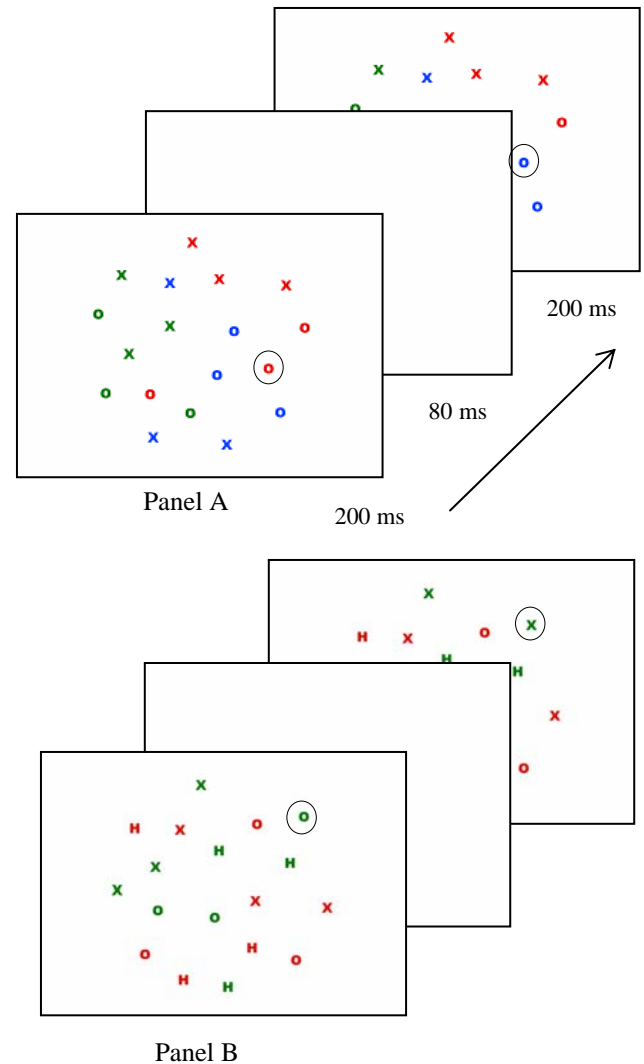 X
X X X X
O
O
O
O
200 ms
X
X X X X
O X O O
X O O
O O O O
X X
80 ms
Panel A
200 ms
X
H X O X
H H
X
O
X
H X O O
X H H
X O O X X
O H O
H H
Panel B